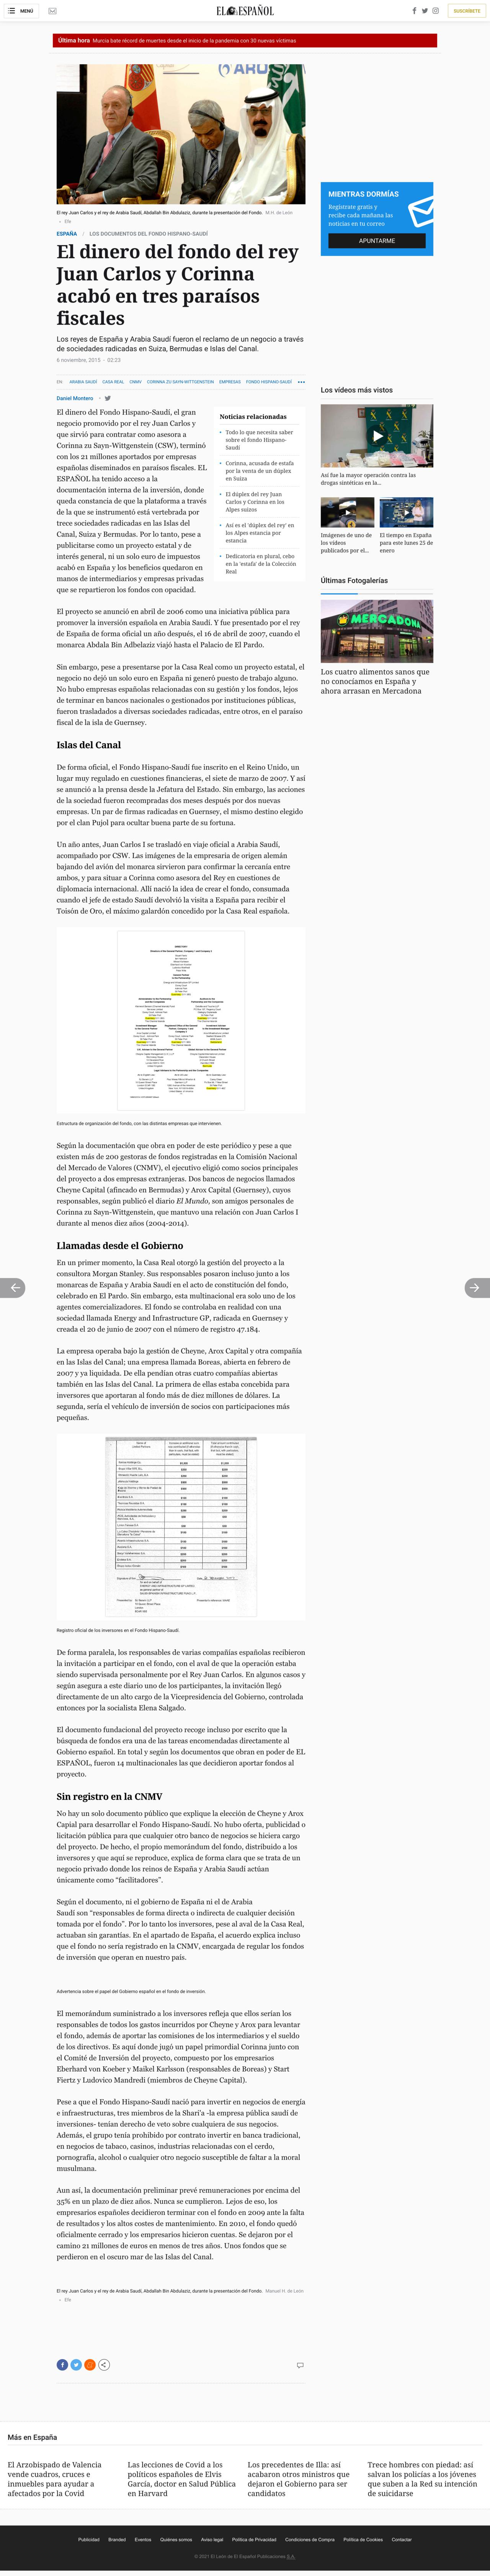 MENÚ
EL ESPAÑOL
SUSCRÍBETE
Última hora Murcia bate récord de muertes desde el inicio de la pandemia con 30 nuevas víctimas
El rey Juan Carlos y el rey de Arabia Saudí, Abdallah Bin Abdulaziz, durante la presentación del Fondo. M.H. de León
Efe
ESPAÑA / LOS DOCUMENTOS DEL FONDO HISPANO-SAUDÍ
El dinero del fondo del rey
Juan Carlos y Corinna
acabó en tres paraísos
fiscales
Los reyes de España y Arabia Saudí fueron el reclamo de un negocio a través
de sociedades radicadas en Suiza, Bermudas e Islas del Canal.
6 noviembre, 2015 - 02:23
EN ARABIA SAUDÍ CASA REAL CNMV CORINNA ZU SAYN-WITTGENSTEIN EMPRESAS FONDO HISPANO-SAUDÍ
Daniel Montero
El dinero del Fondo Hispano-Saudí, el gran
negocio promovido por el rey Juan Carlos y
que sirvió para contratar como asesora a
Corinna zu Sayn-Wittgenstein (CSW), terminó
con los 21 millones aportados por empresas
españolas diseminados en paraísos fiscales. EL
ESPAÑOL ha tenido acceso a la
documentación interna de la inversión, donde
queda constancia de que la plataforma a través
de la que se instrumentó está vertebrada por
trece sociedades radicadas en las Islas del
Canal, Suiza y Bermudas. Por lo tanto, pese a
publicitarse como un proyecto estatal y de
interés general, ni un solo euro de impuestos
abonó a España. Y el dinero invertido para
lograr los beneficios esperados quedaron en
manos de intermediarios y empresas privadas
que se repartieron los fondos con opacidad.
Noticias relacionadas
Todo lo que necesita saber
sobre el fondo Hispano-
Saudí
Corinna, acusada de estafa
por la venta de un dúplex
en Suiza
El dúplex del rey Juan
Carlos y Corinna en los
Alpes suizos
Así es el 'dúplex del rey' en
los Alpes estancia por
estancia
Dedicatoria en plural, cebo
en la 'estafa' de la Colección
Real
El proyecto se anunció en abril de 2006 como una iniciativa pública para
promover la inversión española en Arabia Saudí. Y fue presentado por el rey
de España de forma oficial un año después, el 16 de abril de 2007, cuando el
monarca Abdala Bin Adbelaziz viajó hasta el Palacio de El Pardo.
Sin embargo, pese a presentarse por la Casa Real como un proyecto estatal, el
negocio no dejó un solo euro en España ni generó puesto de trabajo alguno.
No hubo empresas españolas relacionadas con su gestión y los fondos, lejos
de terminar en bancos nacionales o gestionados por instituciones públicas,
fueron trasladados a diversas sociedades radicadas, entre otros, en el paraíso
fiscal de la isla de Guernsey.
Islas del Canal
De forma oficial, el Fondo Hispano-Saudí fue inscrito en el Reino Unido, un
lugar muy regulado en cuestiones financieras, el siete de marzo de 2007. Y así
se anunció a la prensa desde la Jefatura del Estado. Sin embargo, las acciones
de la sociedad fueron recompradas dos meses después por dos nuevas
empresas. Un par de firmas radicadas en Guernsey, el mismo destino elegido
por el clan Pujol para ocultar buena parte de su fortuna.
Un año antes, Juan Carlos I se trasladó en viaje oficial a Arabia Saudí,
acompañado por CSW. Las imágenes de la empresaria de origen alemán
bajando del avión del monarca sirvieron para confirmar la cercanía entre
ambos, y para situar a Corinna como asesora del Rey en cuestiones de
diplomacia internacional. Allí nació la idea de crear el fondo, consumada
cuando el jefe de estado Saudí devolvió la visita a España para recibir el
Toisón de Oro, el máximo galardón concedido por la Casa Real española.
Estructura de organización del fondo, con las distintas empresas que intervienen.
Según la documentación que obra en poder de este periódico y pese a que
existen más de 200 gestoras de fondos registradas en la Comisión Nacional
del Mercado de Valores (CNMV), el ejecutivo eligió como socios principales
del proyecto a dos empresas extranjeras. Dos bancos de negocios llamados
Cheyne Capital (afincado en Bermudas) y Arox Capital (Guernsey), cuyos
responsables, según publicó el diario El Mundo, son amigos personales de
Corinna zu Sayn-Wittgenstein, que mantuvo una relación con Juan Carlos I
durante al menos diez años (2004-2014).
Llamadas desde el Gobierno
En un primer momento, la Casa Real otorgó la gestión del proyecto a la
consultora Morgan Stanley. Sus responsables posaron incluso junto a los
monarcas de España y Arabia Saudí en el acto de constitución del fondo,
celebrado en El Pardo. Sin embargo, esta multinacional era solo uno de los
agentes comercializadores. El fondo se controlaba en realidad con una
sociedad llamada Energy and Infrastructure GP, radicada en Guernsey y
creada el 20 de junio de 2007 con el número de registro 47.184.
La empresa operaba bajo la gestión de Cheyne, Arox Capital y otra compañía
en las Islas del Canal; una empresa llamada Boreas, abierta en febrero de
2007 y ya liquidada. De ella pendían otras cuatro compañías abiertas
también en las Islas del Canal. La primera de ellas estaba concebida para
inversores que aportaran al fondo más de diez millones de dólares. La
segunda, sería el vehículo de inversión de socios con participaciones más
pequeñas.
Registro oficial de los inversores en el Fondo Hispano-Saudí.
De forma paralela, los responsables de varias compañías españolas recibieron
la invitación a participar en el fondo, con el aval de que la operación estaba
siendo supervisada personalmente por el Rey Juan Carlos. En algunos casos y
según asegura a este diario uno de los participantes, la invitación llegó
directamente de un alto cargo de la Vicepresidencia del Gobierno, controlada
entonces por la socialista Elena Salgado.
El documento fundacional del proyecto recoge incluso por escrito que la
búsqueda de fondos era una de las tareas encomendadas directamente al
Gobierno español. En total y según los documentos que obran en poder de EL
ESPAÑOL, fueron 14 las multinacionales que decidieron aportar fondos al
proyecto.
Sin registro en la CNMV
No hay un solo documento público que explique la elección de Cheyne y Arox
Capial para desarrollar el Fondo Hispano-Saudí. No hubo oferta, publicidad o
licitación pública para que cualquier otro banco de negocios se hiciera cargo
del proyecto. De hecho, el propio memorándum del fondo, distribuido a los
inversores y que aquí se reproduce, explica de forma clara que se trata de un
negocio privado donde los reinos de España y Arabia Saudí actúan
únicamente como “facilitadores”.
Según el documento, ni el gobierno de España ni el de Arabia
Saudí son “responsables de forma directa o indirecta de cualquier decisión
tomada por el fondo”. Por lo tanto los inversores, pese al aval de la Casa Real,
actuaban sin garantías. En el apartado de España, el acuerdo explica incluso
que el fondo no sería registrado en la CNMV, encargada de regular los fondos
de inversión que operan en nuestro país.
Advertencia sobre el papel del Gobierno español en el fondo de inversión.
El memorándum suministrado a los inversores refleja que ellos serían los
responsables de todos los gastos incurridos por Cheyne y Arox para levantar
el fondo, además de aportar las comisiones de los intermediarios y el sueldo
de los directivos. Es aquí donde jugó un papel primordial Corinna junto con
el Comité de Inversión del proyecto, compuesto por los empresarios
Eberhard von Koeber y Maikel Karlsson (responsables de Boreas) y Start
Fiertz y Ludovico Mandredi (miembros de Cheyne Capital).
Pese a que el Fondo Hispano-Saudí nació para invertir en negocios de energía
e infraestructuras, tres miembros de la Shari'a -la empresa pública saudí de
inversiones- tenían derecho de veto sobre cualquiera de sus negocios.
Además, el grupo tenía prohibido por contrato invertir en banca tradicional,
en negocios de tabaco, casinos, industrias relacionadas con el cerdo,
pornografía, alcohol o cualquier otro negocio susceptible de faltar a la moral
musulmana.
Aun así, la documentación preliminar prevé remuneraciones por encima del
35% en un plazo de diez años. Nunca se cumplieron. Lejos de eso, los
empresarios españoles decidieron terminar con el fondo en 2009 ante la falta
de resultados y los altos costes de mantenimiento. En 2010, el fondo quedó
oficialmente cerrado y los empresarios hicieron cuentas. Se dejaron por el
camino 21 millones de euros en menos de tres años. Unos fondos que se
perdieron en el oscuro mar de las Islas del Canal.
El rey Juan Carlos y el rey de Arabia Saudí, Abdallah Bin Abdulaziz, durante la presentación del Fondo. Manuel H. de León
Efe
MIENTRAS DORMÍAS
Regístrate gratis y
recibe cada mañana las
noticias en tu correo
APUNTARME
Los vídeos más vistos
Así fue la mayor operación contra las
drogas sintéticas en la...
Imágenes de uno de
los vídeos
publicados por el...
El tiempo en España
para este lunes 25 de
enero
Últimas Fotogalerías
MERCADONA
Los cuatro alimentos sanos que
no conocíamos en España y
ahora arrasan en Mercadona
Más en España
El Arzobispado de Valencia
vende cuadros, cruces e
inmuebles para ayudar a
afectados por la Covid
Las lecciones de Covid a los
políticos españoles de Elvis
García, doctor en Salud Pública
en Harvard
Los precedentes de Illa: así
acabaron otros ministros que
dejaron el Gobierno para ser
candidatos
Trece hombres con piedad: así
salvan los policías a los jóvenes
que suben a la Red su intención
de suicidarse
Publicidad Branded Eventos Quiénes somos Aviso legal Política de Privacidad Condiciones de Compra Política de Cookies Contactar
© 2021 El León de El Español Publicaciones S.A.